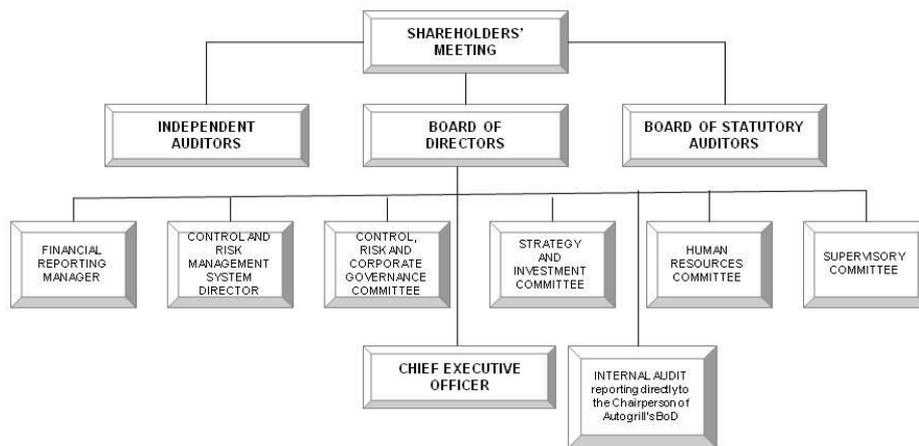 SHAREHOLDERS'
MEETING
INDEPENDENT
AUDITORS
BOARD OF
DIRECTORS
BOARD OF STATUTORY
AUDITORS
FINANCIAL
REPORTING
MANAGER
CONTROL AND
RISK
MANAGEMENT
SYSTEM
DIRECTOR
CONTROL,
RISK AND
CORPORATE
GOVERNANCE
COMMITTEE
STRATEGY
AND
INVESTMENT
COMMITTEE
HUMAN
RESOURCES
COMMITTEE
SUPERVISORY
COMMITTEE
CHIEF EXECUTIVE
OFFICER
INTERNAL AUDIT
reporting directly to
the Chairperson of
Autogrill's BoD